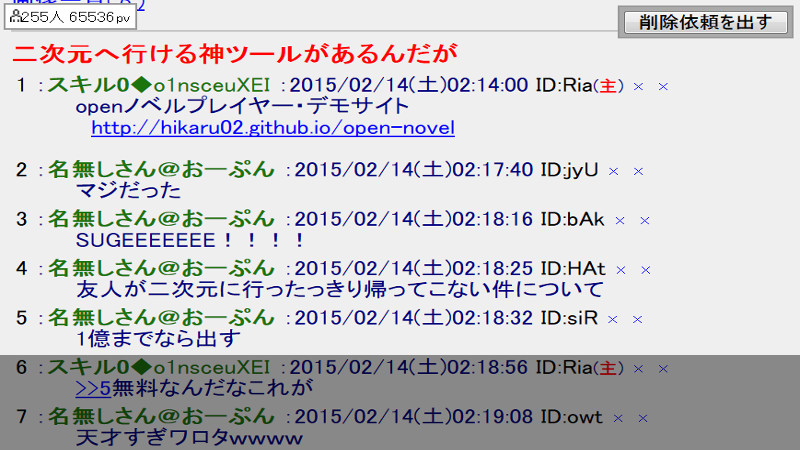 255人 65536pv
削除依頼を出す
二次元へ行ける神ツールがあるんだが
1 ：スキル0◆o1nsceuXEI ：2015/02/14(土)02:14:00 ID:Ria(主) × ×
openノベルプレイヤー・デモサイト
http://hikaru02.github.io/open-novel
2 ：名無しさん＠おーぷん ：2015/02/14(土)02:17:40 ID:jyU × ×
マジだった
3 ：名無しさん＠おーぷん ：2015/02/14(土)02:18:16 ID:bAk × ×
SUGEEEEEEE！！！！
4 ：名無しさん＠おーぷん ：2015/02/14(土)02:18:25 ID:HAt × ×
友人が二次元に行ったっきり帰ってこない件について
5 ：名無しさん＠おーぷん ：2015/02/14(土)02:18:32 ID:siR × ×
1億までなら出す
6 ：スキル0◆o1nsceuXEI ：2015/02/14(土)02:18:56 ID:Ria(主) × ×
>>5無料なんだなこれが
7 ：名無しさん＠おーぷん ：2015/02/14(土)02:19:08 ID:owt × ×
天才すぎワロタwwww